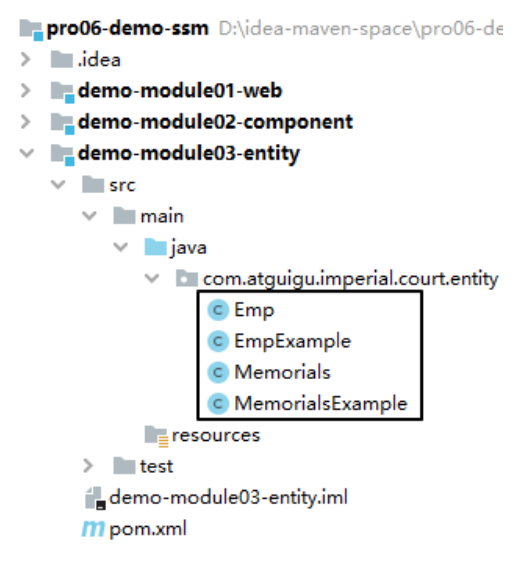 pro06-demo-ssm D:\idea-maven-space\pro06-de
.idea
demo-module01-web
demo-module02-component
demo-module03-entity
src
main
java
com.atguigu.imperial.court.entity
C Emp
C EmpExample
C Memorials
C MemorialsExample
resources
test
demo-module03-entity.iml
m pom.xml